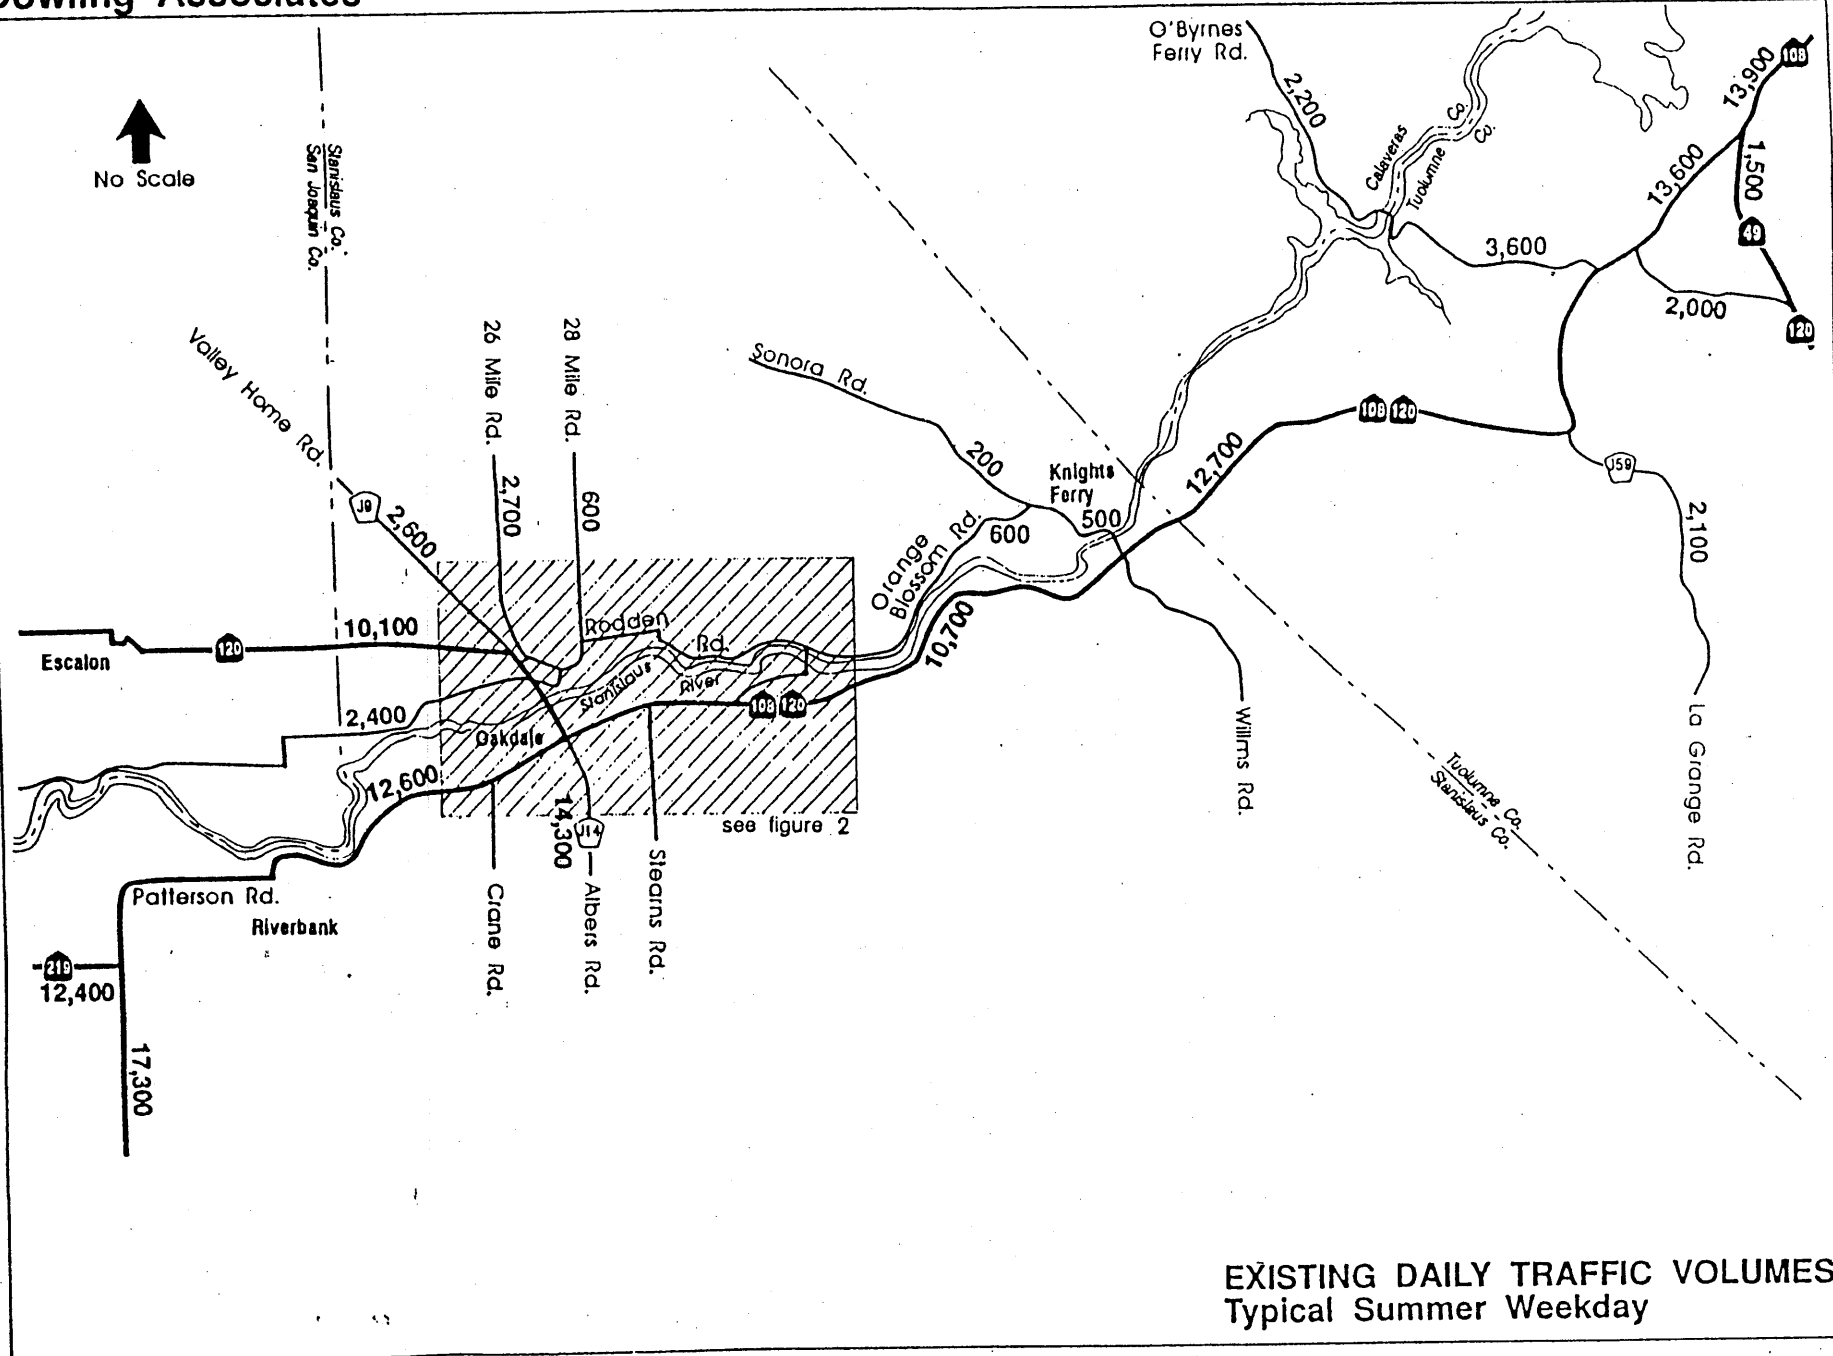 Dowling Associates
O'Byrnes
Ferry Rd.
2,200
Calaveras Co.
Tuolumne Co.
13,900
108
13,600
1,500
49
3,600
2,000
120
No Scale
Stanislaus Co.
San Joaquin Co.
Valley Home Rd.
26 Mile Rd.
28 Mile Rd.
Sonora Rd.
200
Knights
Ferry
500
600
Orange
Blossom Rd.
12,700
108 120
J59
2,100
La Grange Rd.
J9
2,600
2,700
600
10,100
120
Escalon
Rodden Rd.
Stanislaus River
10,700
108 120
2,400
Oakdale
12,600
14,300
J14
see figure 2
Willms Rd.
Tuolumne Co.
Stanislaus Co.
Patterson Rd.
Riverbank
Crane Rd.
Albers Rd.
Stearns Rd.
219
12,400
17,300
EXISTING DAILY TRAFFIC VOLUMES
Typical Summer Weekday